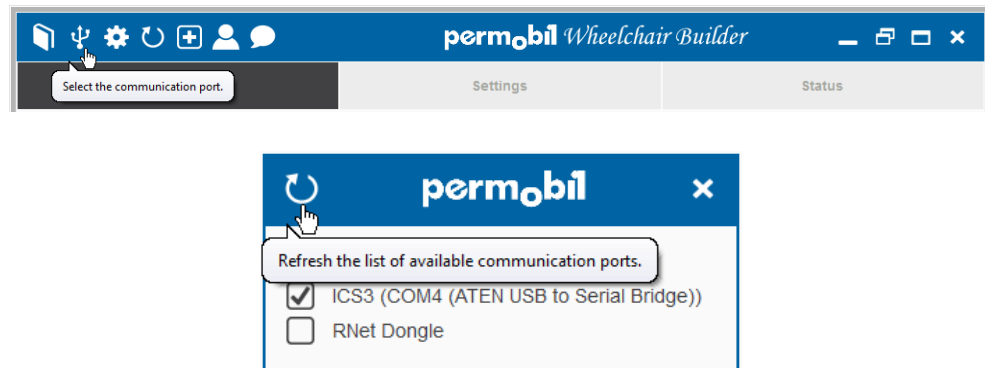 permobil Wheelchair Builder
Select the communication port.
Settings
Status
permobil
Refresh the list of available communication ports.
ICS3 (COM4 (ATEN USB to Serial Bridge))
RNet Dongle